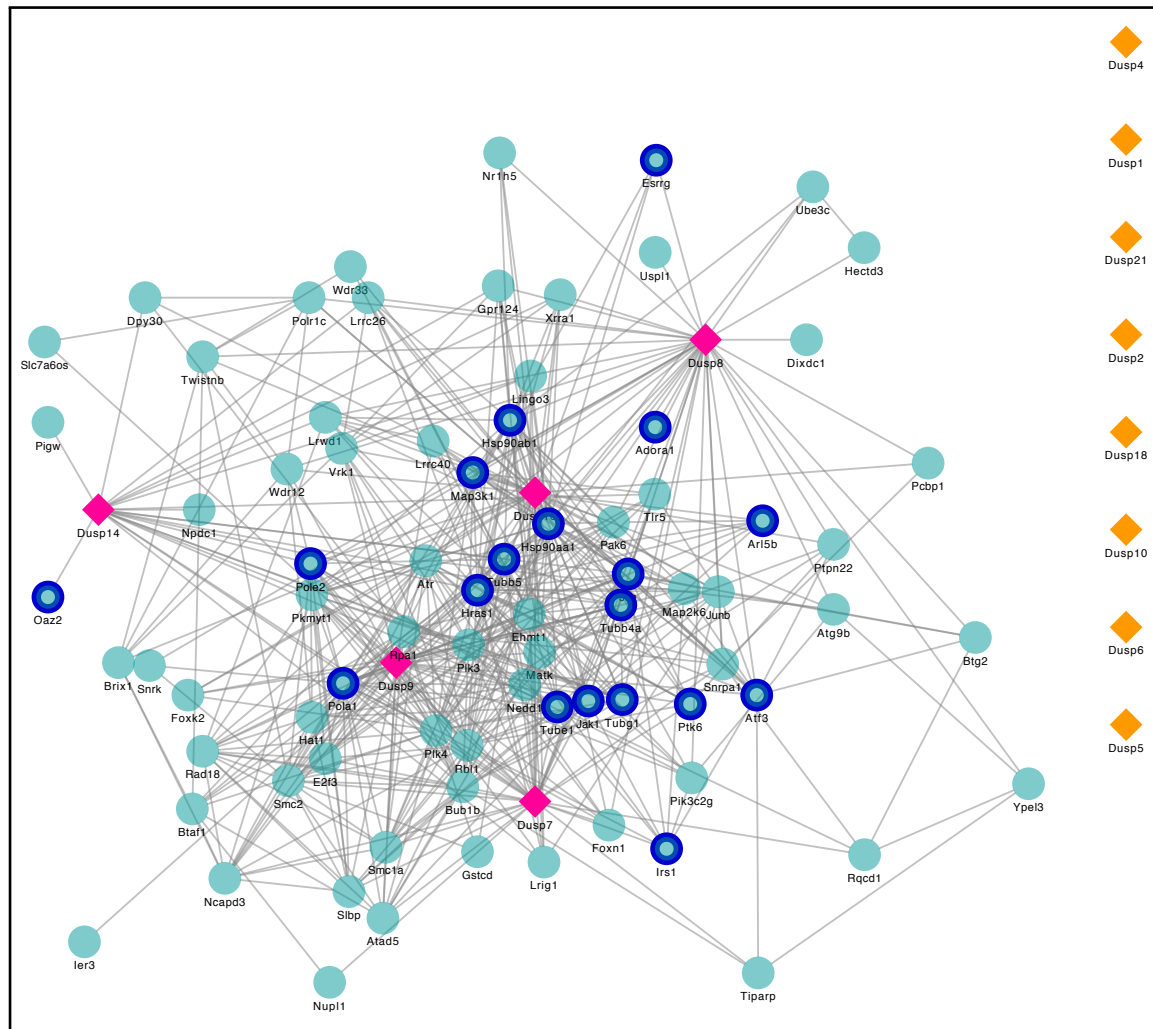 Dusp4
Dusp1
Nr1h5
Esrrg
Ube3c
Dusp21
Uspl1
Hectd3
Wdr33
Gpr124
Xrra1
Dpy30
Polr1c
Lrrc26
Dusp2
Slc7a6os
Twistnb
Dusp8
Dixdc1
Lingo3
Pigw
Lrwd1
Hsp90ab1
Adora1
Dusp18
Vrk1
Lrrc40
Wdr12
Map3k1
Pcbp1
Tlr5
Dusp14
Npdc1
Hsp90aa1
Pak6
Arl5b
Dusp10
Ptpn22
Pole2
Atr
Tubb5
Oaz2
Pkmyt1
Hras1
Tubb4a
Map2k6
Junb
Atg9b
Ehmt1
Dusp6
Rpa1
Btg2
Brix1
Snrk
Dusp9
Plk3
Matk
Snrpa1
Foxk2
Pola1
Nedd1
Tube1
Jak1
Tubg1
Ptk6
Atf3
Dusp5
Hat1
Plk4
Rad18
E2f3
Rbl1
Smc2
Bub1b
Pik3c2g
Ypel3
Btaf1
Dusp7
Foxn1
Smc1a
Gstcd
Lrig1
Irs1
Rqcd1
Ncapd3
Slbp
Atad5
Ier3
Tiparp
Nupl1